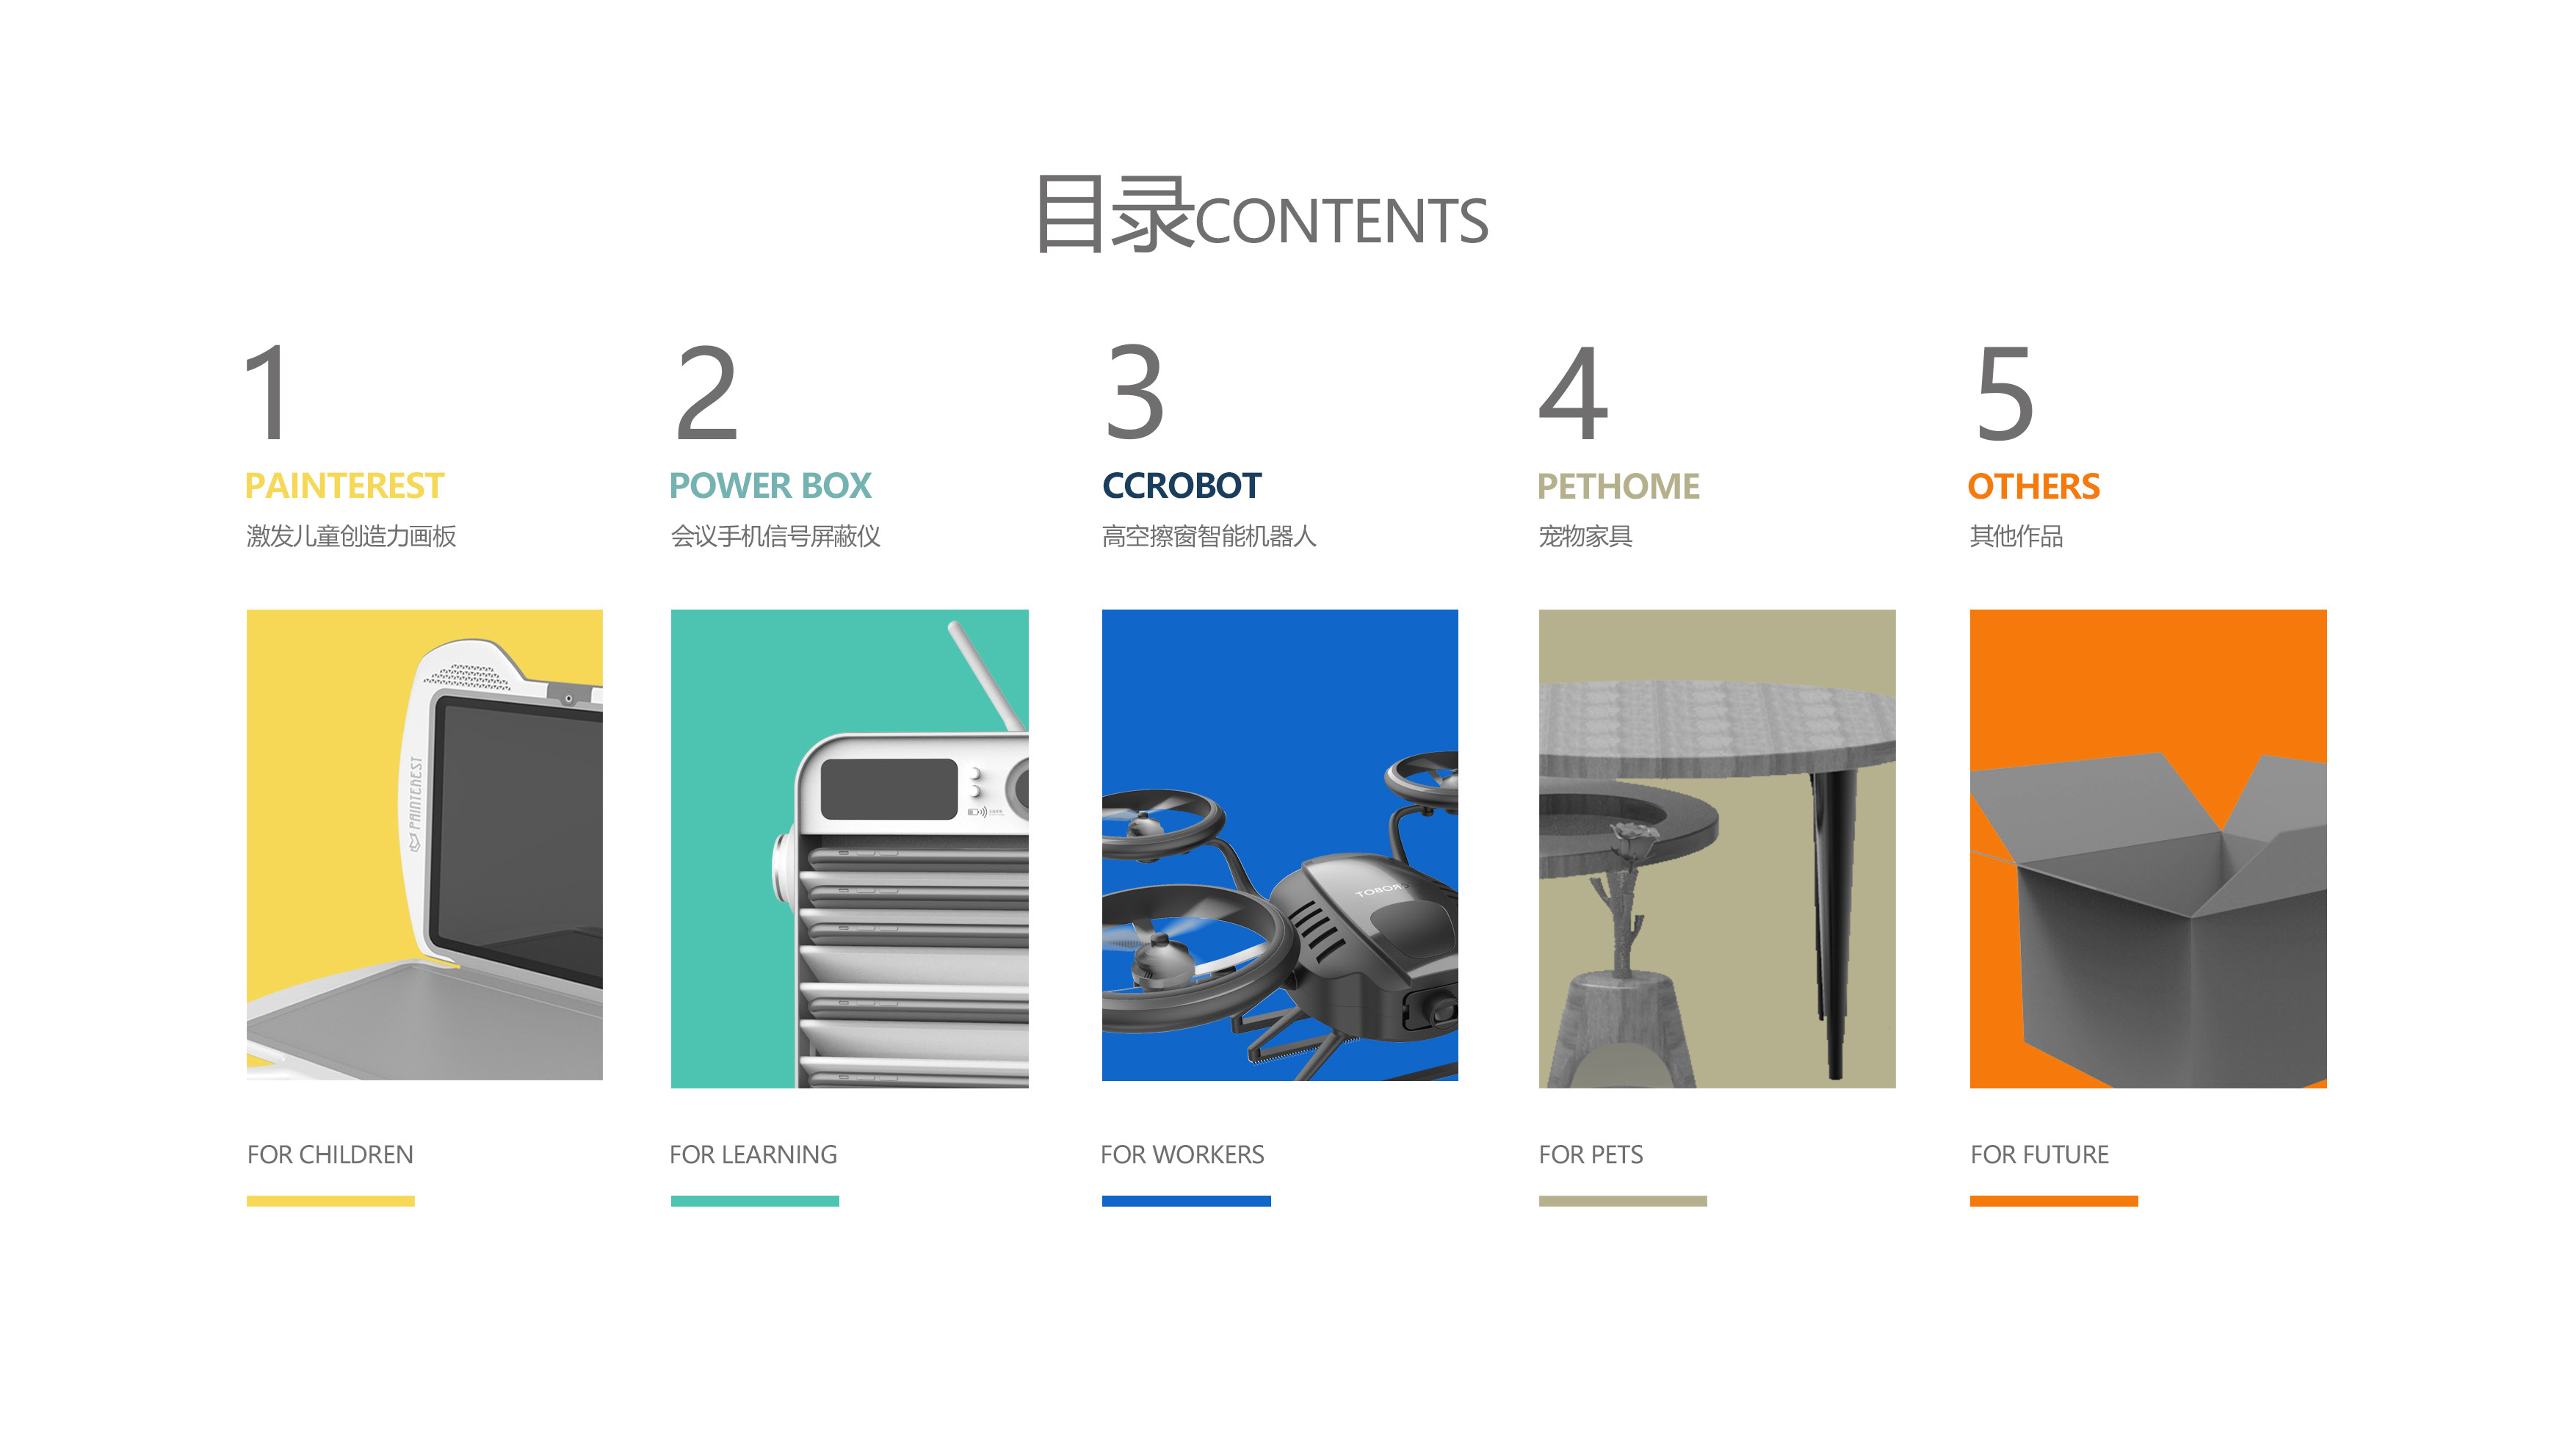 目录CONTENTS
1
PAINTEREST
激发儿童创造力画板
PAINTEREST
FOR CHILDREN
2
POWER BOX
会议手机信号屏蔽仪
FOR LEARNING
3
CCROBOT
高空擦窗智能机器人
FOR WORKERS
4
PETHOME
宠物家具
FOR PETS
5
OTHERS
其他作品
FOR FUTURE